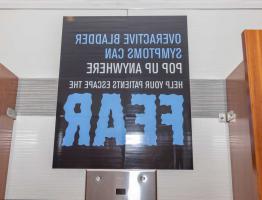 OVERACTIVE BLADDER
SYMPTOMS CAN
POP UP ANYWHERE
HELP YOUR PATIENTS ESCAPE THE
FEAR